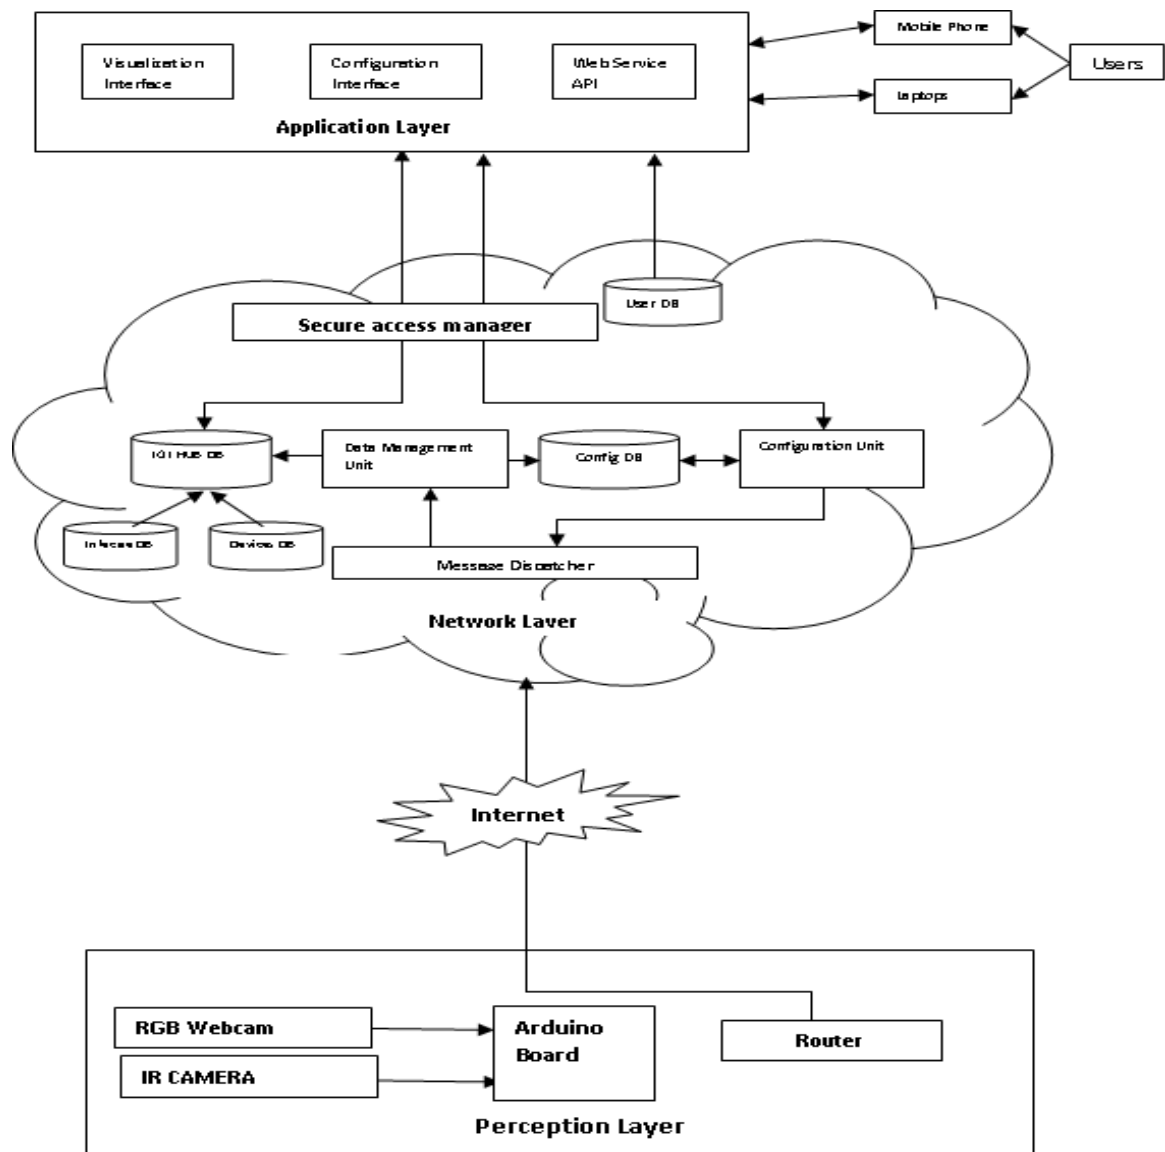 Mobile Phone
Users
Laptops
Visualization
Interface
Configuration
Interface
Web Service
API
Application Layer
User DB
Secure access manager
HUB DB
Data Management
Unit
Config DB
Configuration Unit
Devices DB
Message Dispatcher
Network Layer
Internet
RGB Webcam
IR CAMERA
Arduino
Board
Router
Perception Layer